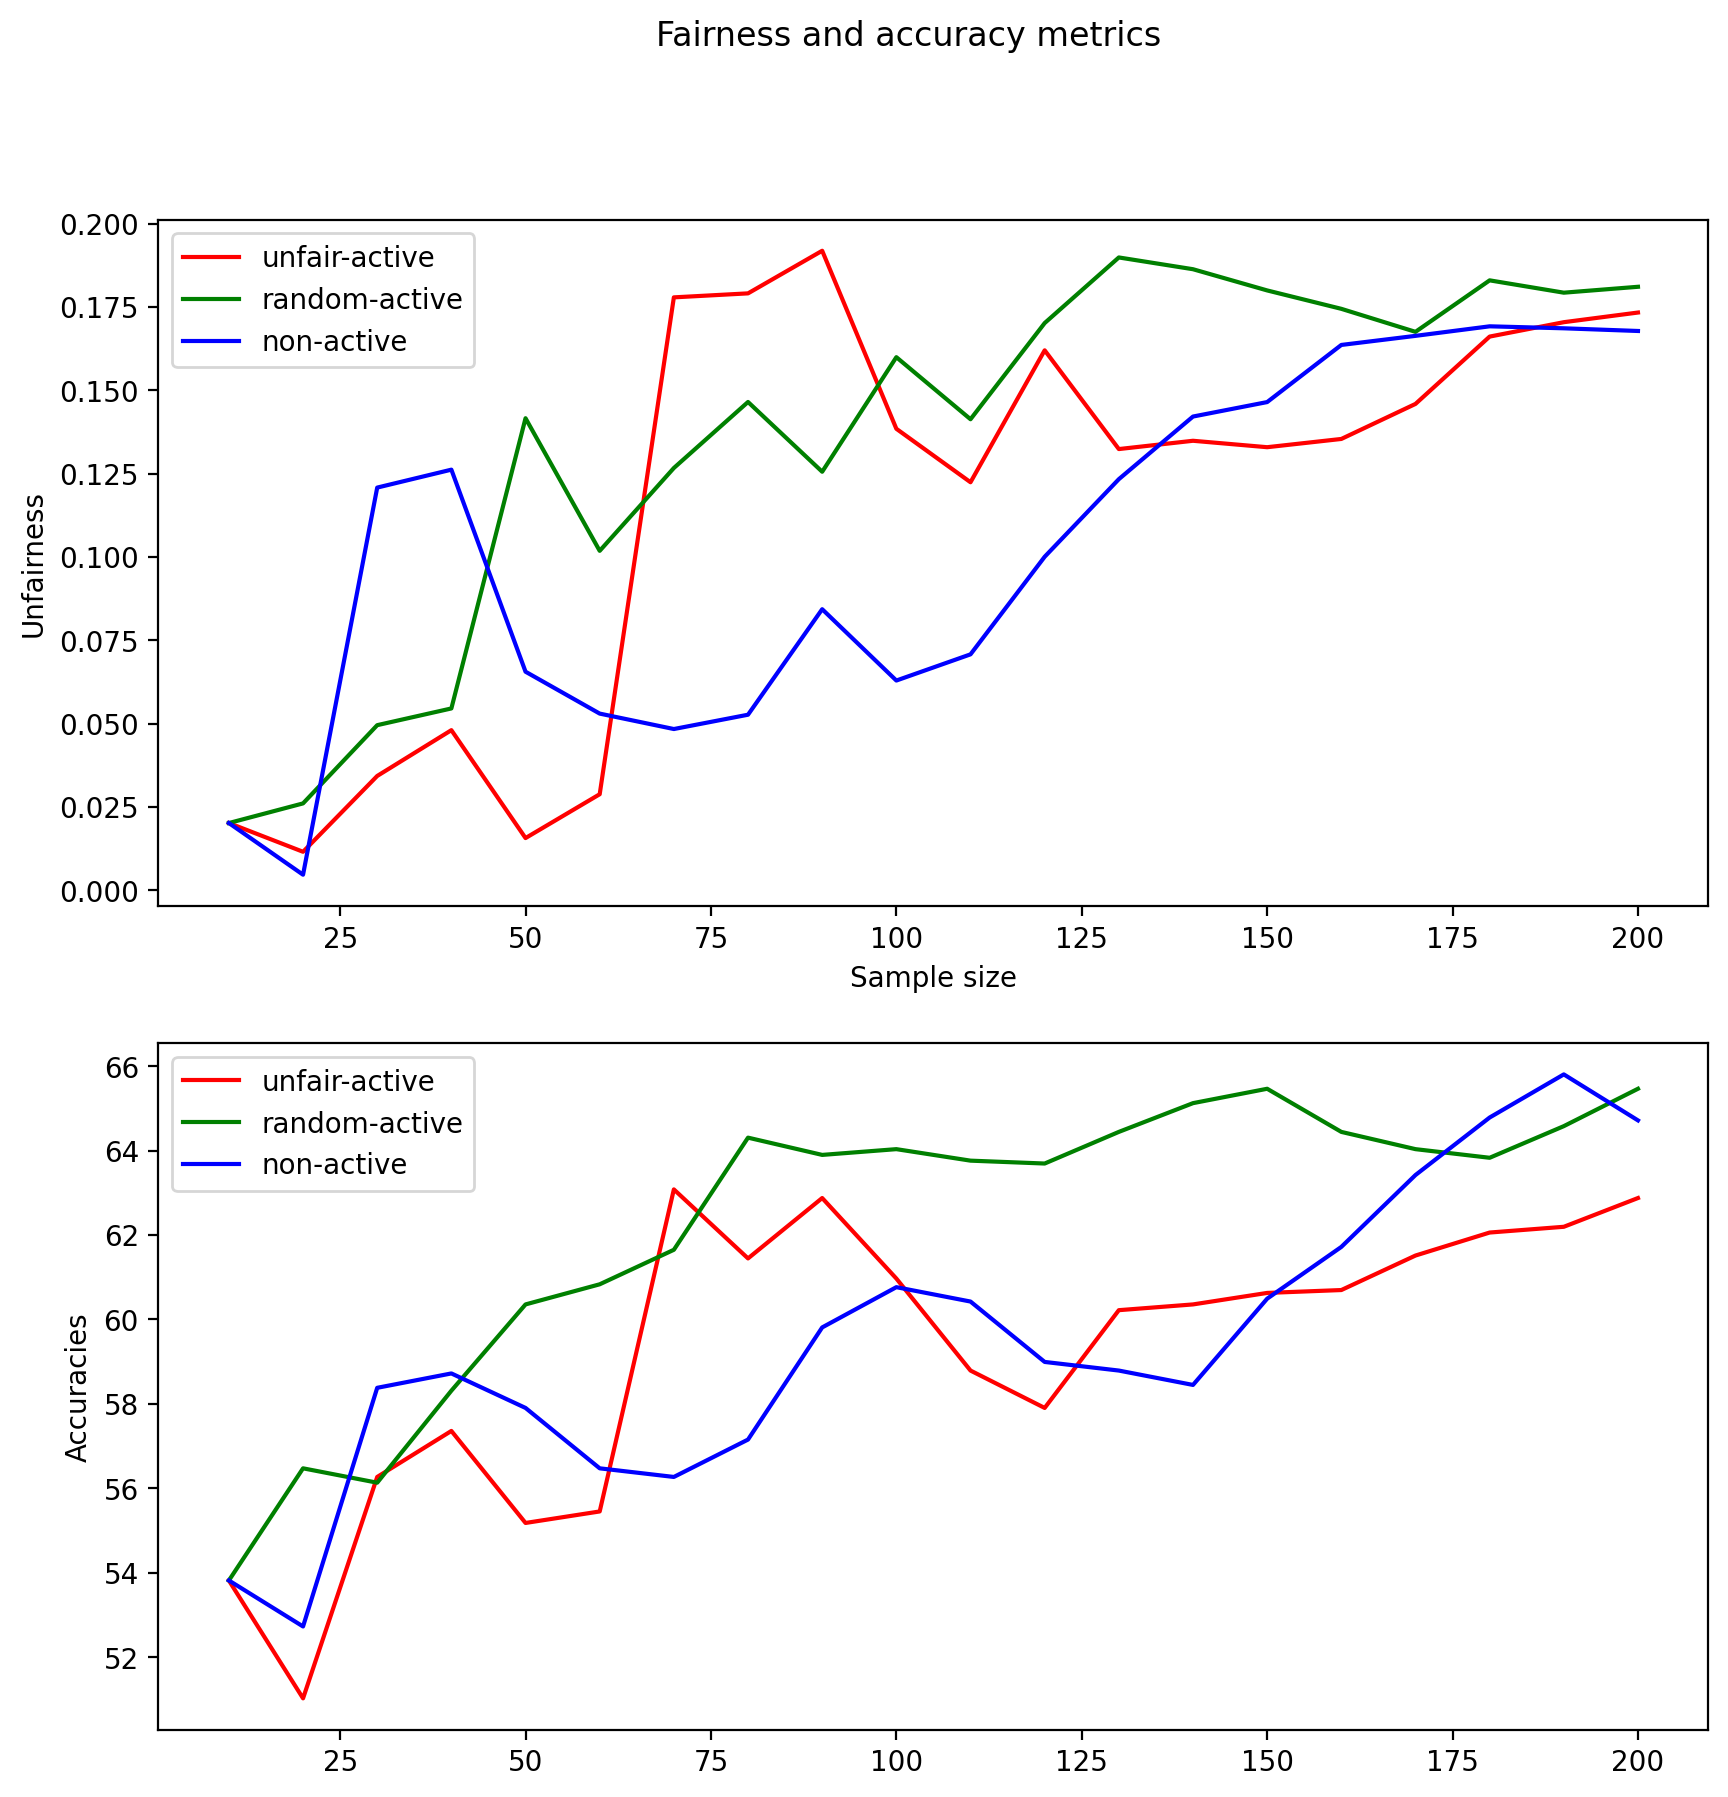 Fairness and accuracy metrics
0.200
0.175
0.150
0.125
0.100
0.075
0.050
0.025
0.000
Unfairness
unfair-active
random-active
non-active
25 50 75 100 125 150 175 200
Sample size
66
64
62
60
58
56
54
52
Accuracies
unfair-active
random-active
non-active
25 50 75 100 125 150 175 200